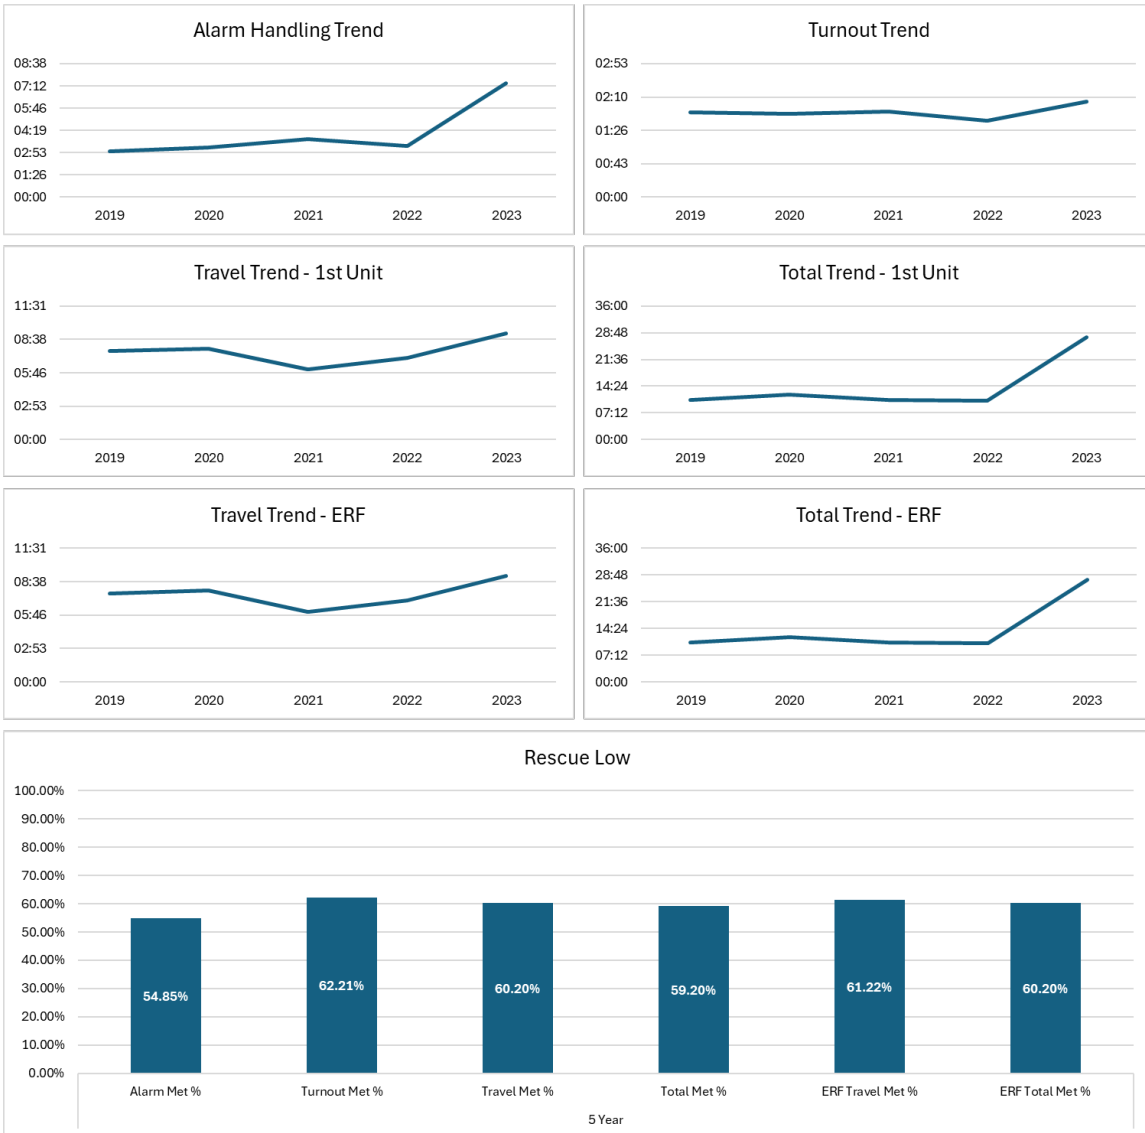 Alarm Handling Trend
08:38
07:12
05:46
04:19
02:53
01:26
00:00
2019 2020 2021 2022 2023
Turnout Trend
02:53
02:10
01:26
00:43
00:00
2019 2020 2021 2022 2023
Travel Trend - 1st Unit
11:31
08:38
05:46
02:53
00:00
2019 2020 2021 2022 2023
Total Trend - 1st Unit
36:00
28:48
21:36
14:24
07:12
00:00
2019 2020 2021 2022 2023
Travel Trend - ERF
11:31
08:38
05:46
02:53
00:00
2019 2020 2021 2022 2023
Total Trend - ERF
36:00
28:48
21:36
14:24
07:12
00:00
2019 2020 2021 2022 2023
Rescue Low
100.00%
90.00%
80.00%
70.00%
60.00%
50.00%
40.00%
30.00%
20.00%
10.00%
0.00%
54.85% 62.21% 60.20% 59.20% 61.22% 60.20%
Alarm Met % Turnout Met % Travel Met % Total Met % ERF Travel Met % ERF Total Met %
5 Year